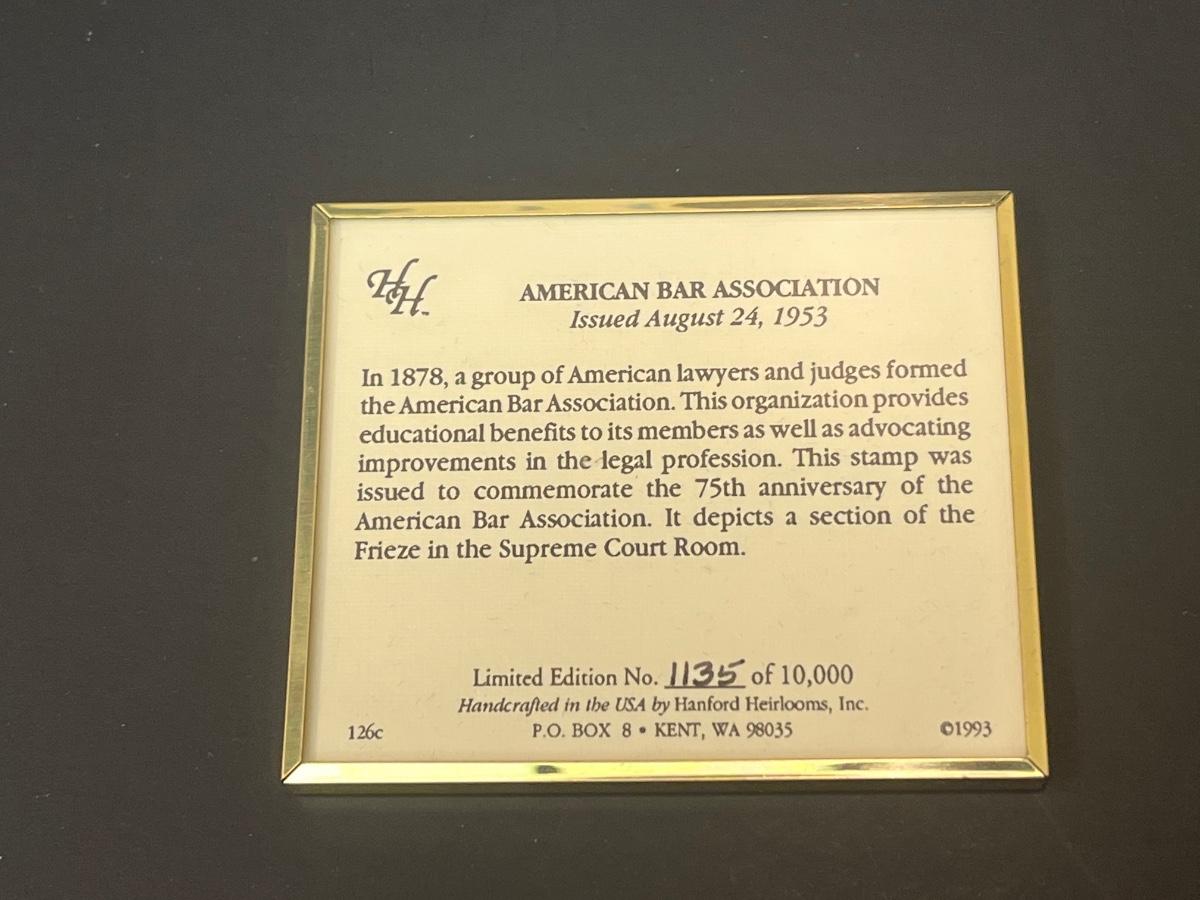 HH™
AMERICAN BAR ASSOCIATION
Issued August 24, 1953
In 1878, a group of American lawyers and judges formed
the American Bar Association. This organization provides
educational benefits to its members as well as advocating
improvements in the legal profession. This stamp was
issued to commemorate the 75th anniversary of the
American Bar Association. It depicts a section of the
Frieze in the Supreme Court Room.
Limited Edition No. 1135 of 10,000
Handcrafted in the USA by Hanford Heirlooms, Inc.
126c P.O. BOX 8 • KENT, WA 98035 ©1993